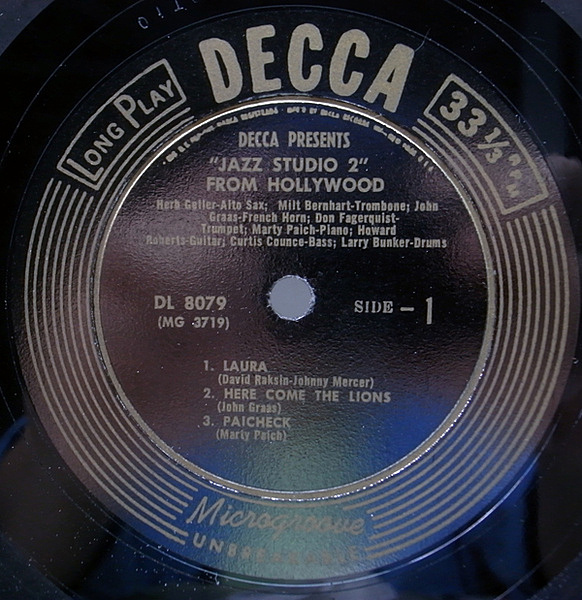 DECCA
LONG PLAY
33 1/3 RPM
DECCA PRESENTS
"JAZZ STUDIO 2"
FROM HOLLYWOOD
Herb Geller-Alto Sax; Milt Bernhart-Trombone; John
Graas-French Horn; Don Fagerquist-
Trumpet; Marty Paich-Piano; Howard
Roberts-Guitar; Curtis Counce-Bass; Larry Bunker-Drums
DL 8079
(MG 3719)
SIDE - 1
1. LAURA
(David Raksin-Johnny Mercer)
2. HERE COME THE LIONS
(John Graas)
3. PAICHECK
(Marty Paich)
Microgroove
UNBREAKABLE